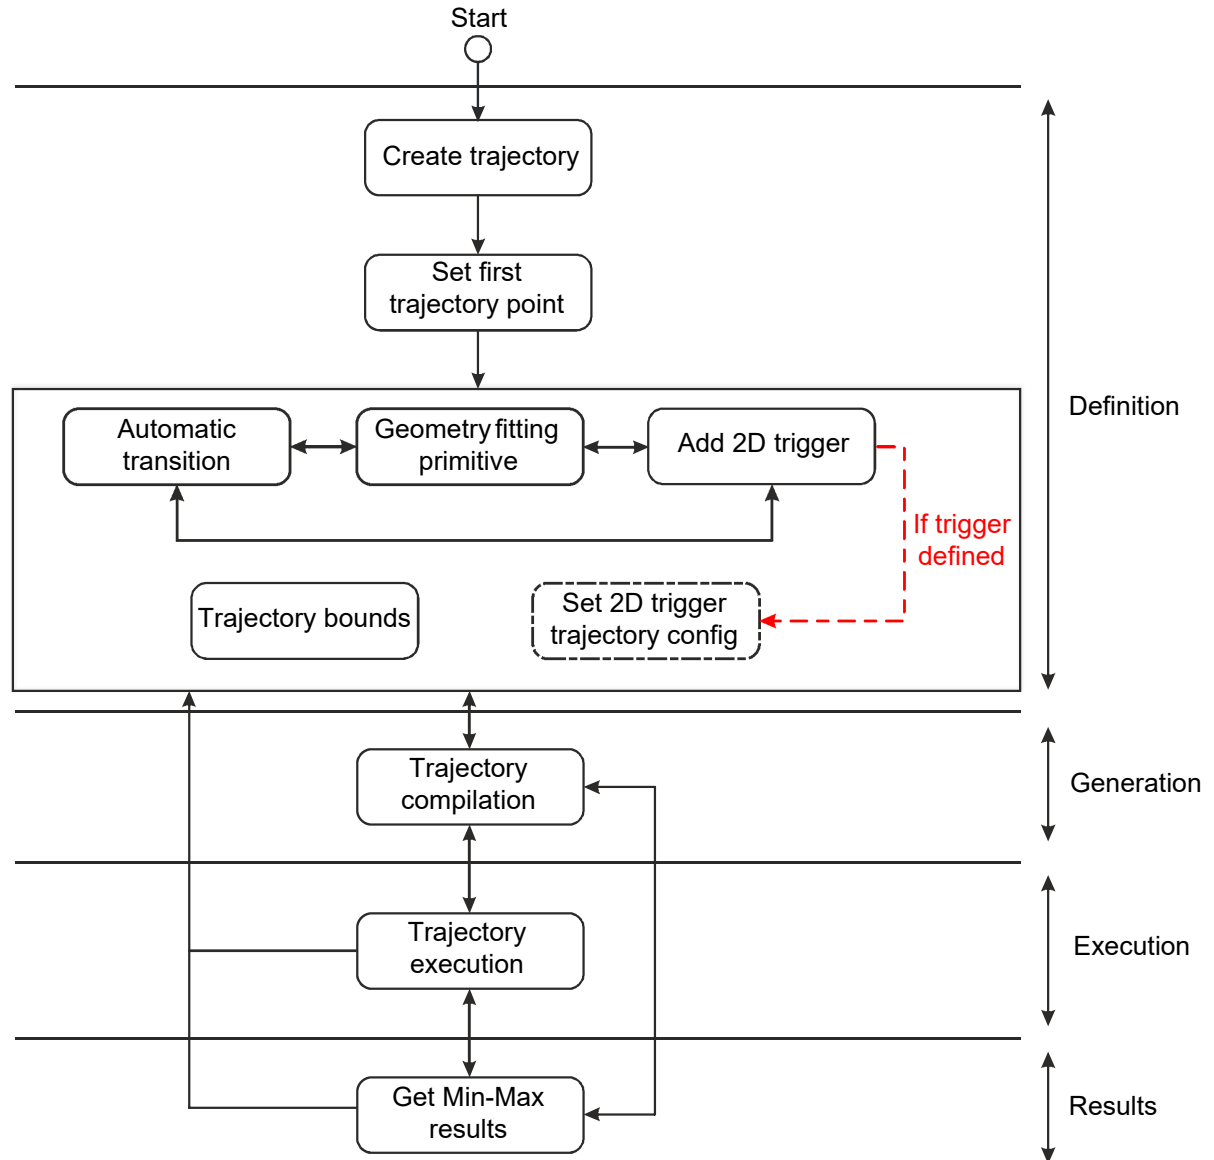 Start
Create trajectory
Set first
trajectory point
Definition
Automatic
transition
Geometry fitting
primitive
Add 2D trigger
If trigger
defined
Trajectory bounds
Set 2D trigger
trajectory config
Trajectory
compilation
Generation
Trajectory
execution
Execution
Get Min-Max
results
Results